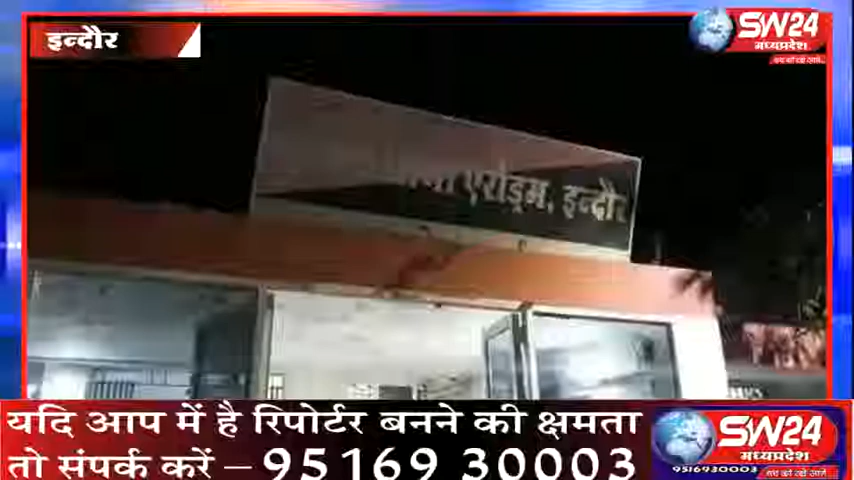 इन्दौर
SW24
मध्यप्रदेश
एरोड्रम, इन्दौर
यदि आप में है रिपोर्टर बनने की क्षमता
तो संपर्क करें – 95169 30003
SW24
मध्यप्रदेश
9516930003